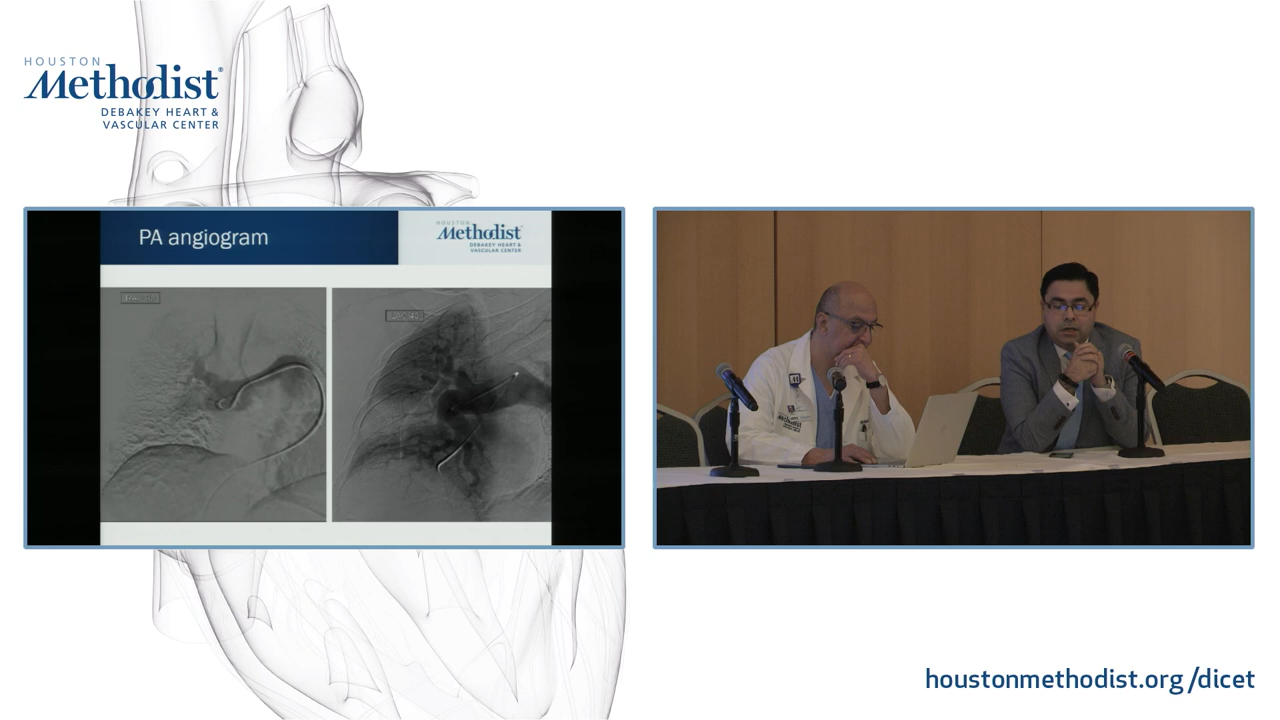 HOUSTON
Methodist®
DEBAKEY HEART &
VASCULAR CENTER
PA angiogram
HOUSTON
Methodist
DEBAKEY HEART &
VASCULAR CENTER
houstonmethodist.org/dicet